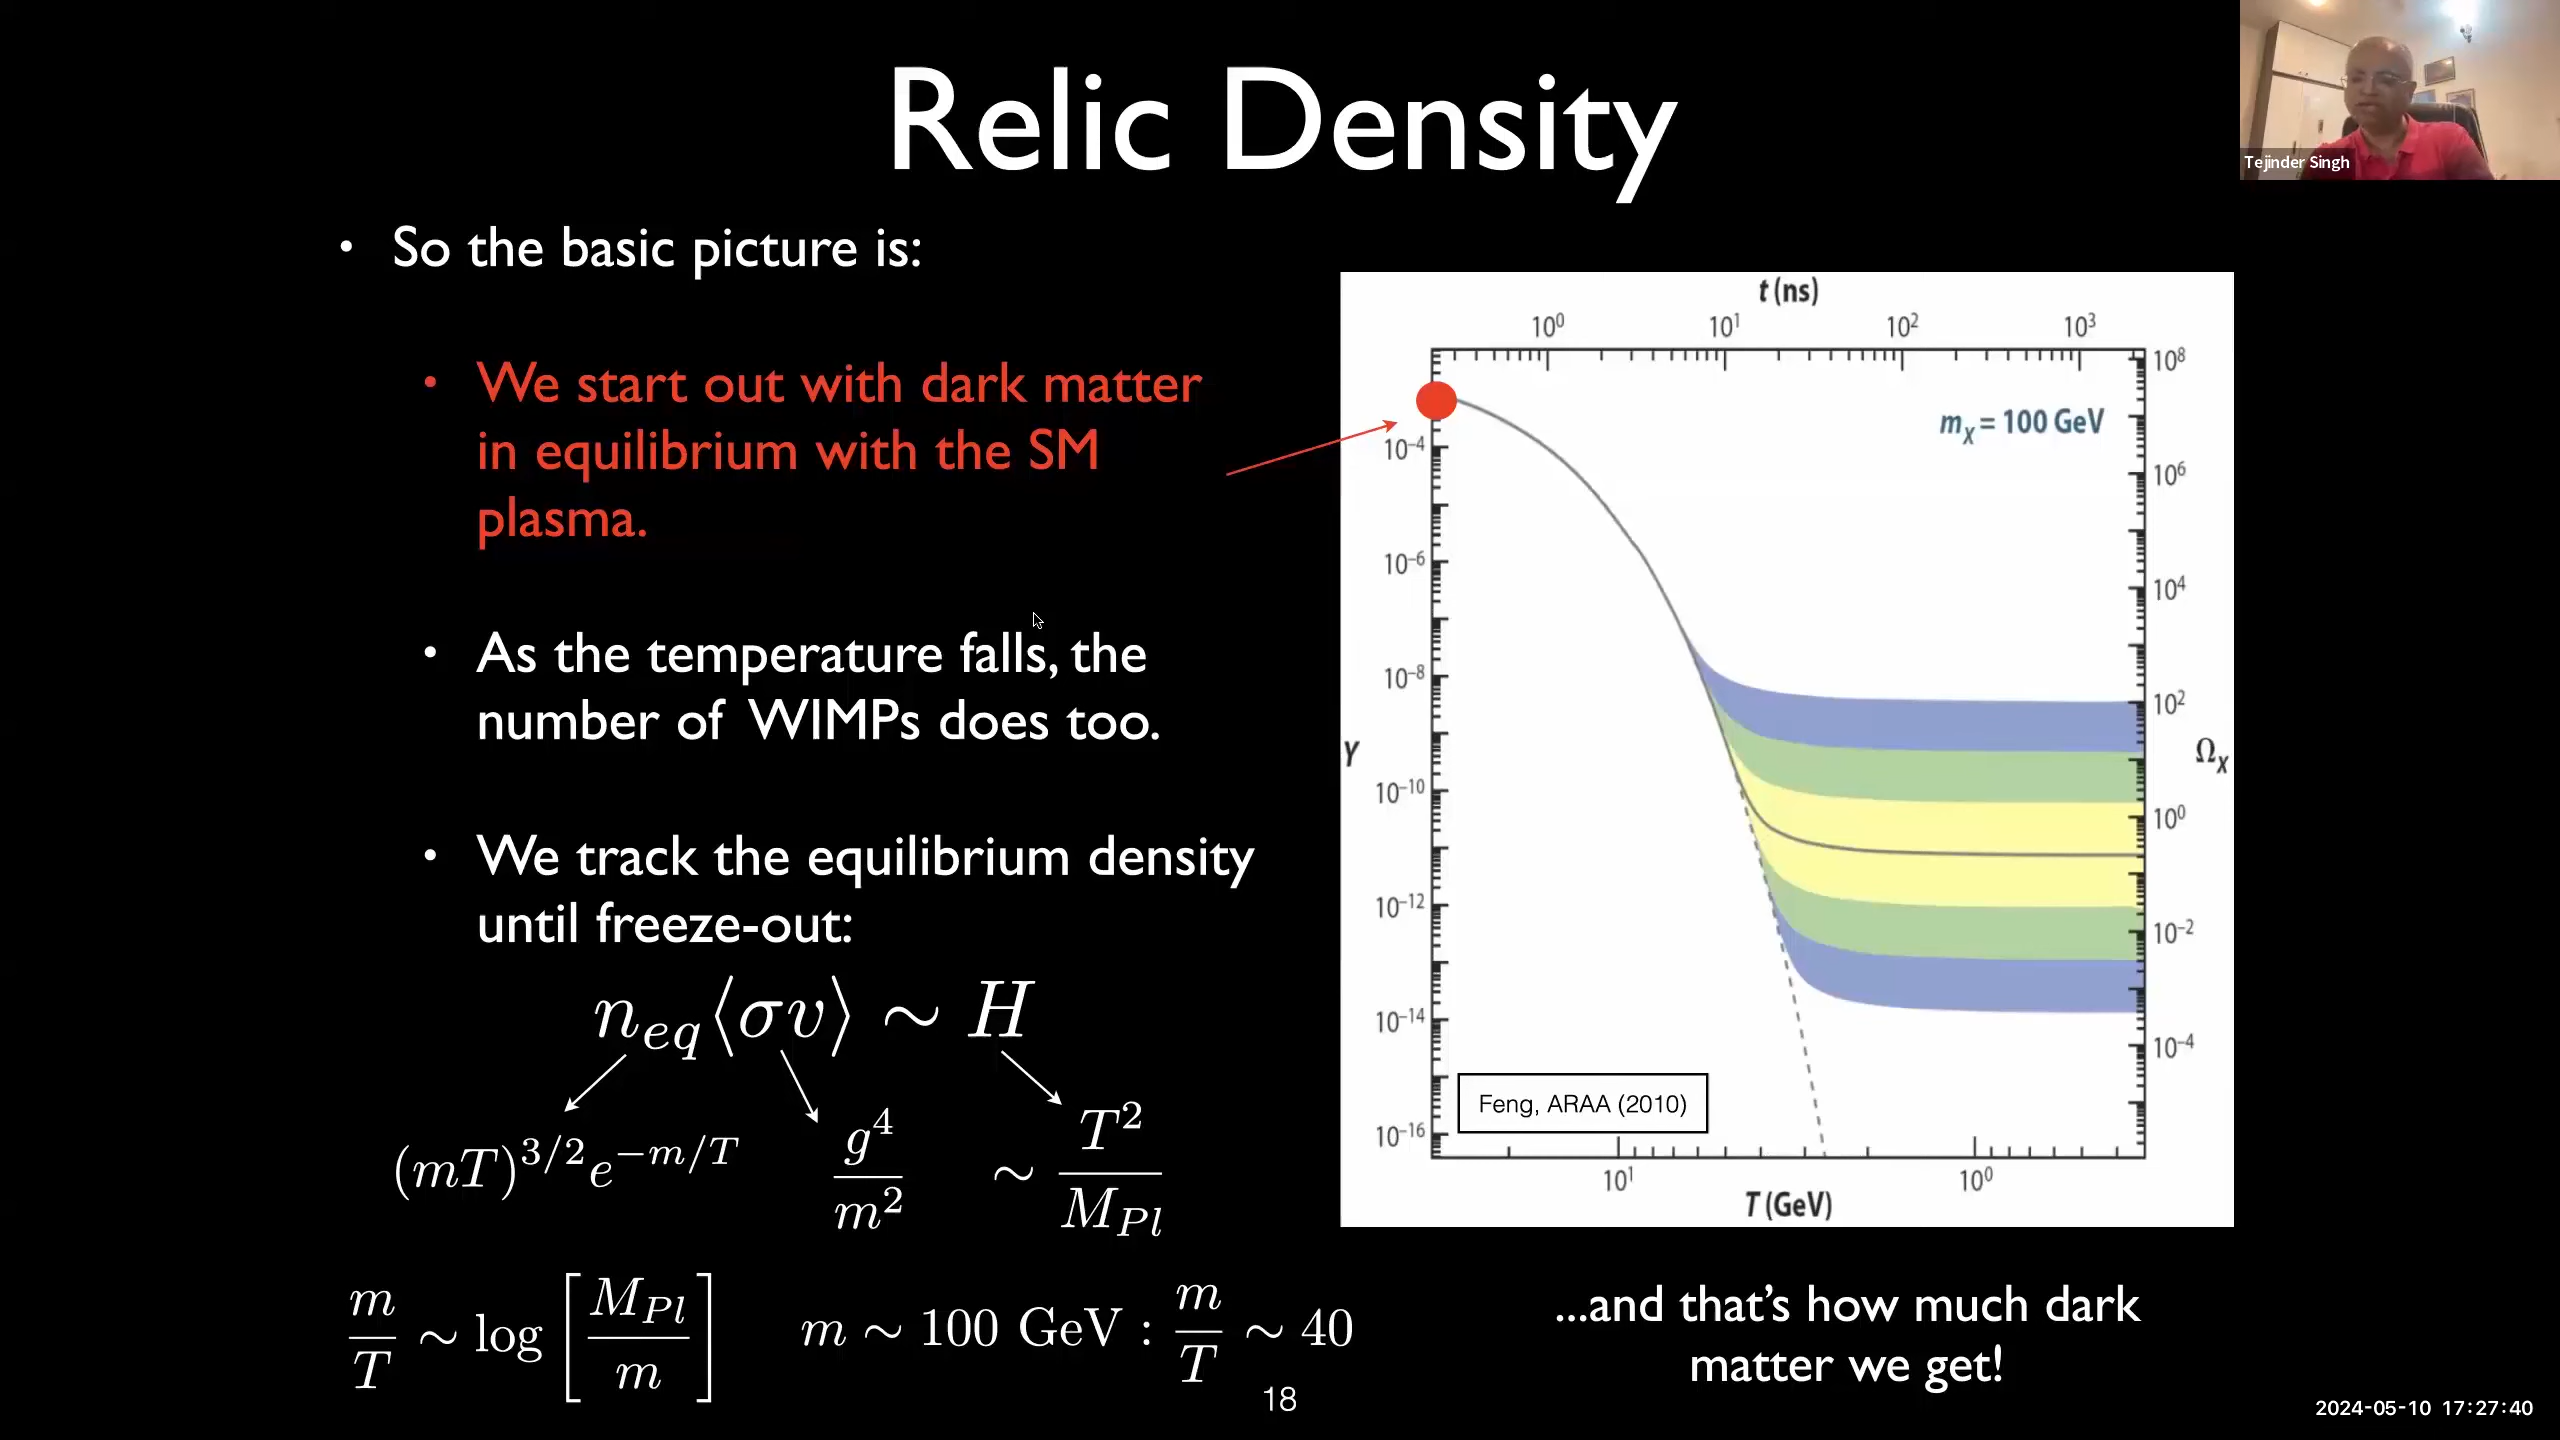 Relic Density
Tejinder Singh
• So the basic picture is:
• We start out with dark matter
in equilibrium with the SM
plasma.
• As the temperature falls, the
number of WIMPs does too.
• We track the equilibrium density
until freeze-out:
n_{eq}⟨σv⟩ ∼ H
(mT)^{3/2}e^{−m/T} g^4/m^2 ∼ T^2/M_{Pl}
m/T ∼ log [M_{Pl}/m] m ∼ 100 GeV : m/T ∼ 40
t (ns)
10^0 10^1 10^2 10^3
m_X = 100 GeV
Y
10^{−4}
10^{−6}
10^{−8}
10^{−10}
10^{−12}
10^{−14}
10^{−16}
10^8
10^6
10^4
10^2
10^0
10^{−2}
10^{−4}
Ω_X
Feng, ARAA (2010)
10^1 10^0
T (GeV)
...and that’s how much dark
matter we get!
18
2024-05-10 17:27:40